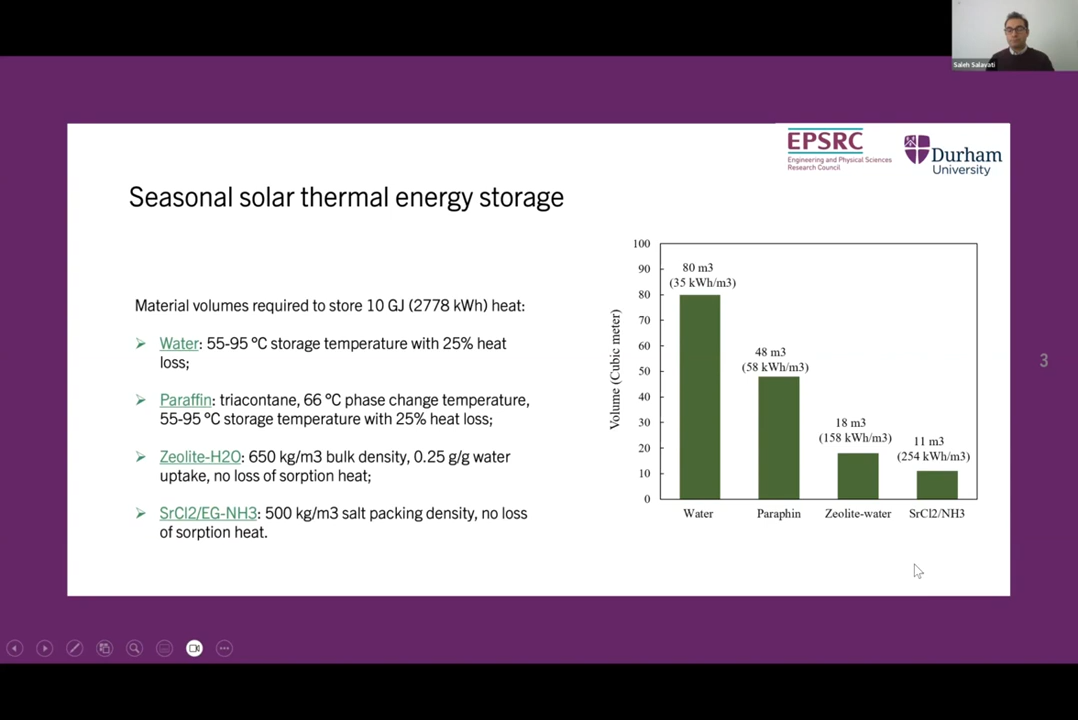 Saleh Salavati
EPSRC
Engineering and Physical Sciences
Research Council
Durham
University
Seasonal solar thermal energy storage
Material volumes required to store 10 GJ (2778 kWh) heat:
Water: 55-95 ºC storage temperature with 25% heat
loss;
Paraffin: triacontane, 66 ºC phase change temperature,
55-95 ºC storage temperature with 25% heat loss;
Zeolite-H2O: 650 kg/m3 bulk density, 0.25 g/g water
uptake, no loss of sorption heat;
SrCl2/EG-NH3: 500 kg/m3 salt packing density, no loss
of sorption heat.
Volume (Cubic meter)
100
90
80
70
60
50
40
30
20
10
0
80 m3
(35 kWh/m3)
48 m3
(58 kWh/m3)
18 m3
(158 kWh/m3)
11 m3
(254 kWh/m3)
Water
Paraphin
Zeolite-water
SrCl2/NH3
3